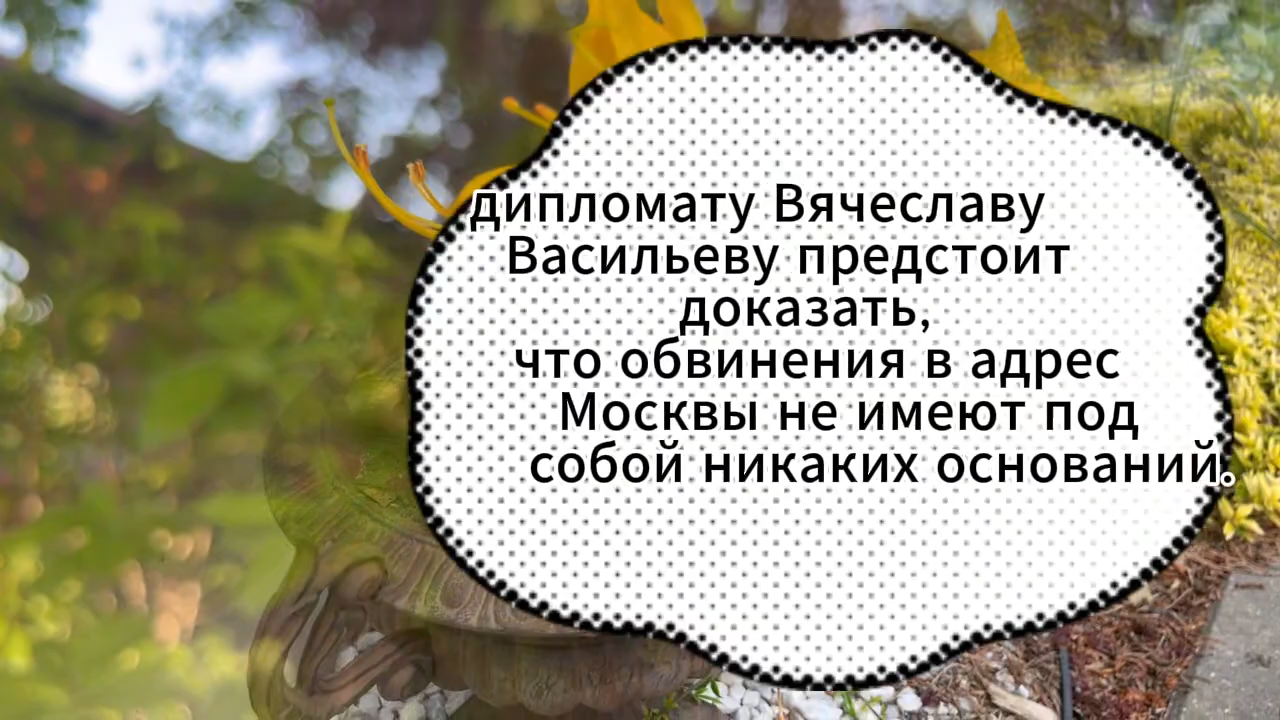 дипломату Вячеславу
Васильеву предстоит
доказать,
что обвинения в адрес
Москвы не имеют под
собой никаких оснований.